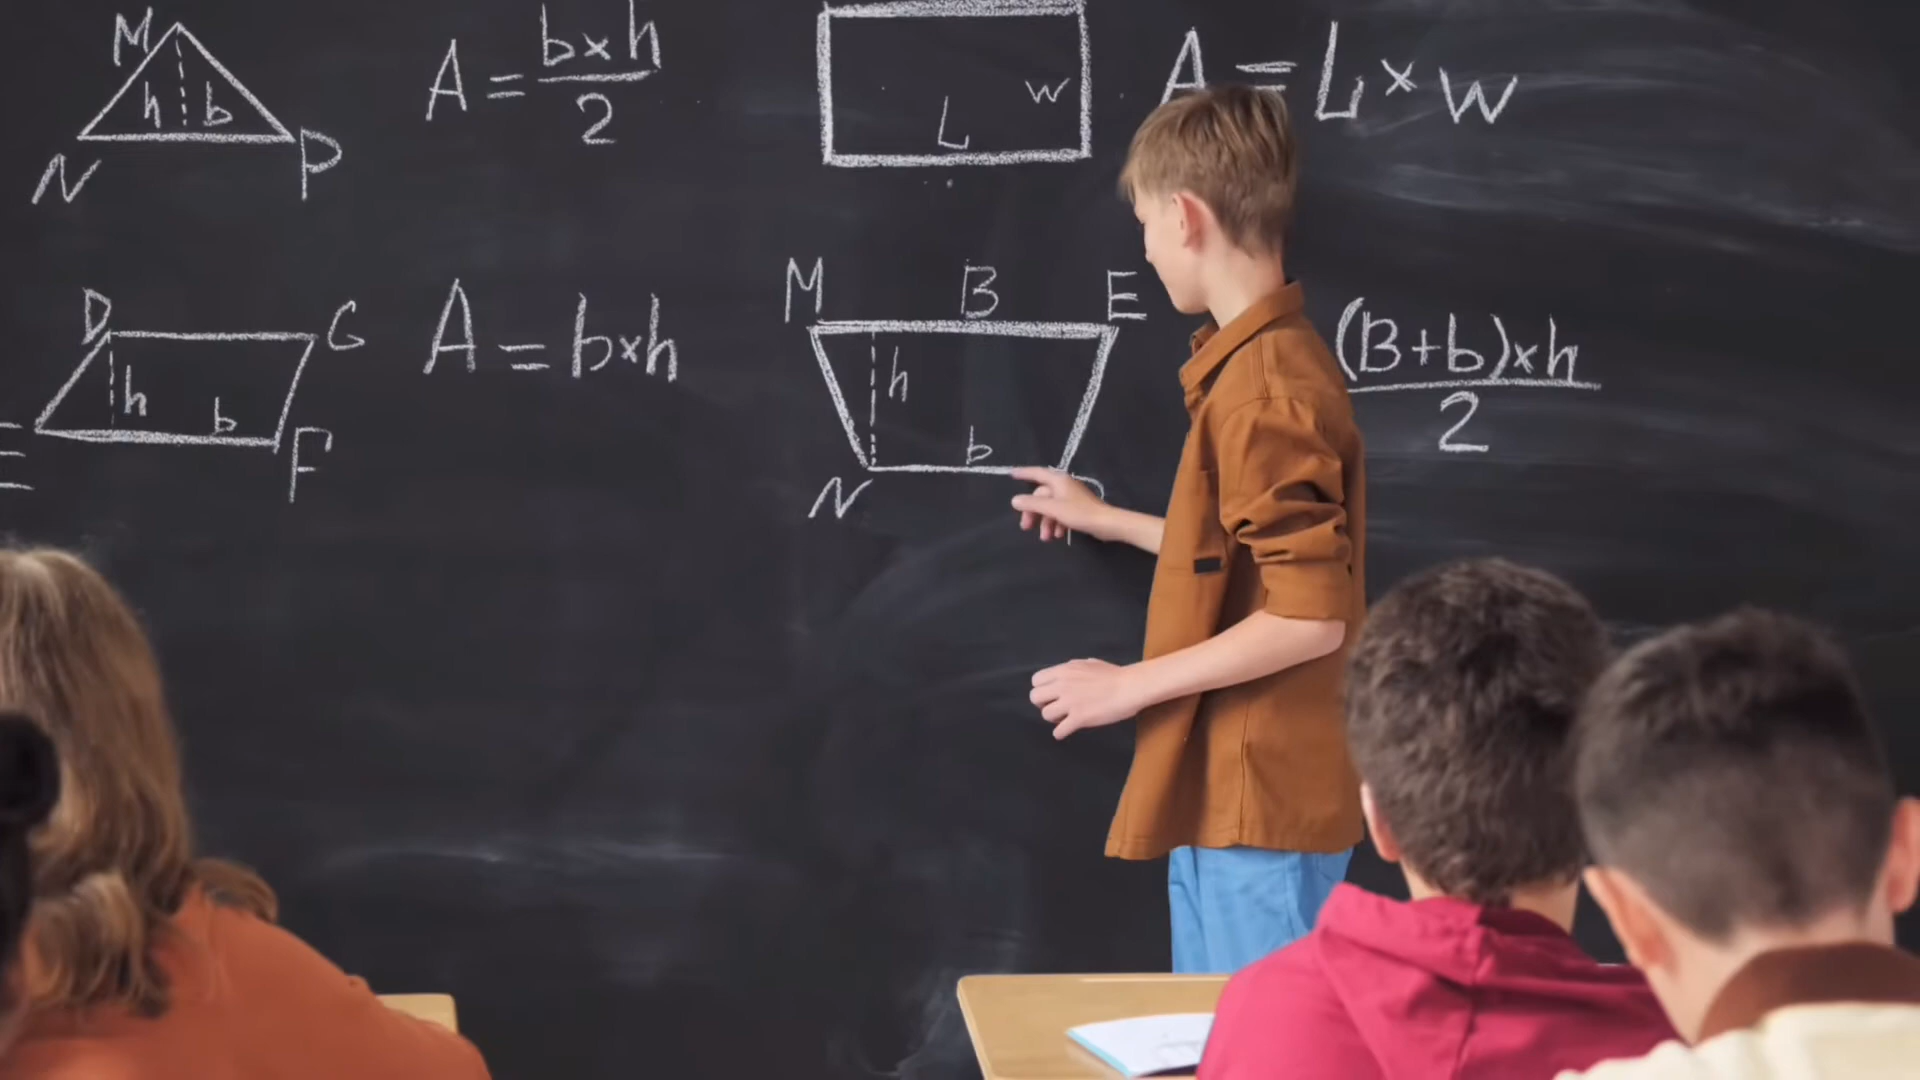 M
h b
N P
A = b×h / 2
L w
A = L × w
D G
h b
E F
A = b×h
M B E
h
b
N P
(B+b)×h / 2